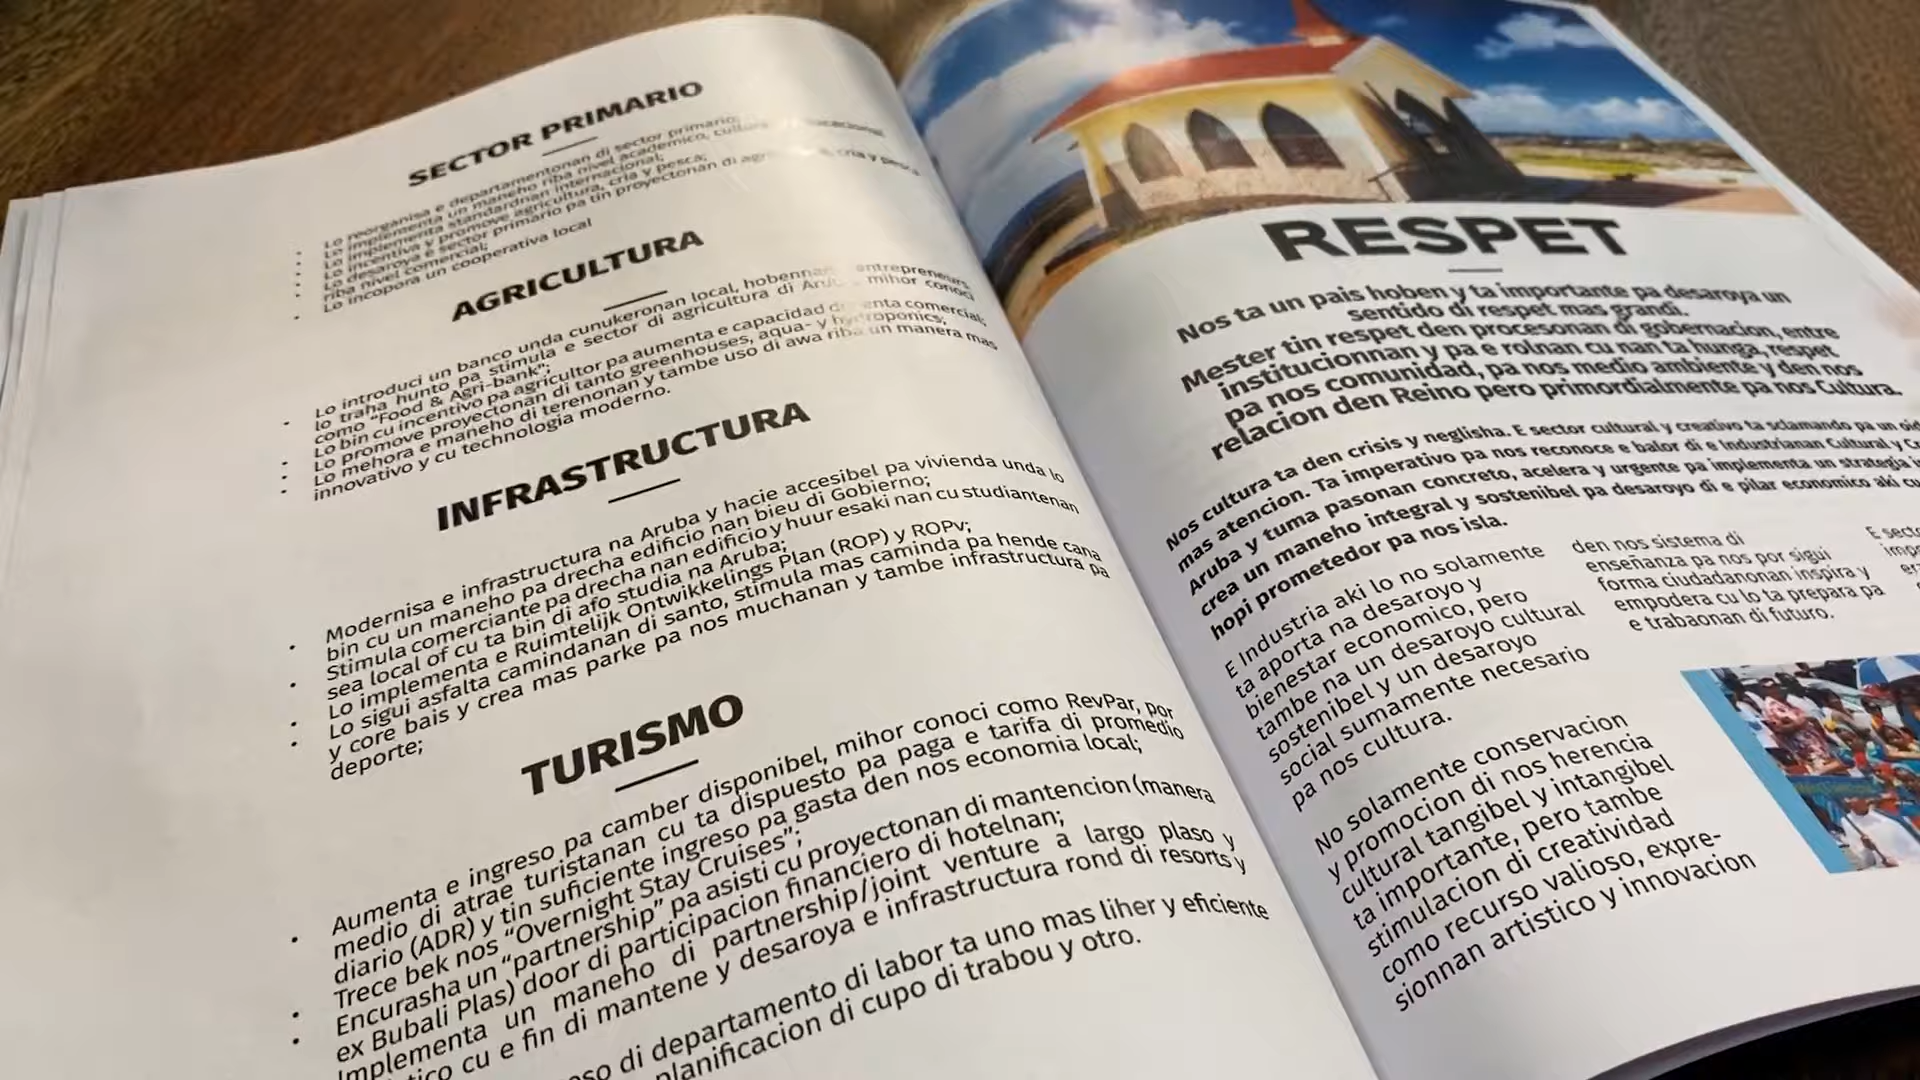 SECTOR PRIMARIO
Lo reorganisa e departamentonan di sector primario;
Lo implementa un maneho riba nivel academico,
Lo implementa standardnan internacional;
Lo incentiva y promove agricultura, cria y pesca;
Lo desaroya e sector primario pa tin proyectonan di cria y pesca
riba nivel comercial;
Lo incopora un cooperativa local
AGRICULTURA
Lo introduci un banco unda cunukeronan local, entrepreneurs
lo traha hunto pa stimula e sector di agricultura di mihor conoci
como "Food & Agri-bank";
Lo bin cu incentivo pa agricultor pa aumenta e capacidad comercial;
Lo promove proyectonan di tanto greenhouses, aqua- y hydroponics;
Lo mehora e maneho di terenonan y tambe uso di awa riba un manera mas
innovativo y cu technologia moderno.
INFRASTRUCTURA
Modernisa e infrastructura na Aruba y hacie accesibel pa vivienda unda lo
bin cu un maneho pa drecha edificio nan bieu di Gobierno;
Stimula comerciante pa drecha nan edificio y huur esaki nan cu studiantenan
sea local of cu ta bin di afo studia na Aruba;
Lo implementa e Ruimtelijk Ontwikkelings Plan (ROP) y ROPv;
Lo sigui asfalta camindanan di santo, stimula mas caminda pa hende cana
y core bais y crea mas parke pa nos muchanan y tambe infrastructura pa
deporte;
TURISMO
Aumenta e ingreso pa camber disponibel, mihor conoci como RevPar, por
medio di atrae turistanan cu ta dispuesto pa paga e tarifa di promedio
diario (ADR) y tin suficiente ingreso pa gasta den nos economia local;
Trece bek nos "Overnight Stay Cruises";
Encurasha un "partnership" pa asisti cu proyectonan di mantencion (manera
ex Bubali Plas) door di participacion financiero di hotelnan;
Implementa un maneho di partnership/joint venture a largo plaso y
cu e fin di mantene y desaroya e infrastructura rond di resorts y
di departamento di labor ta uno mas liher y eficiente
planificacion di cupo di trabou y otro.
RESPET
Nos ta un pais hoben y ta importante pa desaroya un
sentido di respet mas grandi.
Mester tin respet den procesonan di gobernacion, entre
institucionnan y pa e rolnan cu nan ta hunga, respet
pa nos comunidad, pa nos medio ambiente y den nos
relacion den Reino pero primordialmente pa nos Cultura.
Nos cultura ta den crisis y neglisha. E sector cultural y creativo ta sclamando pa un
mas atencion. Ta imperativo pa nos reconoce e balor di e Industrianan Cultural y
Aruba y tuma pasonan concreto, acelera y urgente pa implementa un strategia
crea un maneho integral y sostenibel pa desaroyo di e pilar economico aki cu
hopi prometedor pa nos isla.
E Industria aki lo no solamente
ta aporta na desaroyo y
bienestar economico, pero
tambe na un desaroyo cultural
sostenibel y un desaroyo
social sumamente necesario
pa nos cultura.
No solamente conservacion
y promocion di nos herencia
cultural tangibel y intangibel
ta importante, pero tambe
stimulacion di creatividad
como recurso valioso, expre-
sionnan artistico y innovacion
den nos sistema di
enseñanza pa nos por sigui
forma ciudadanonan inspira y
empodera cu lo ta prepara pa
e trabaonan di futuro.